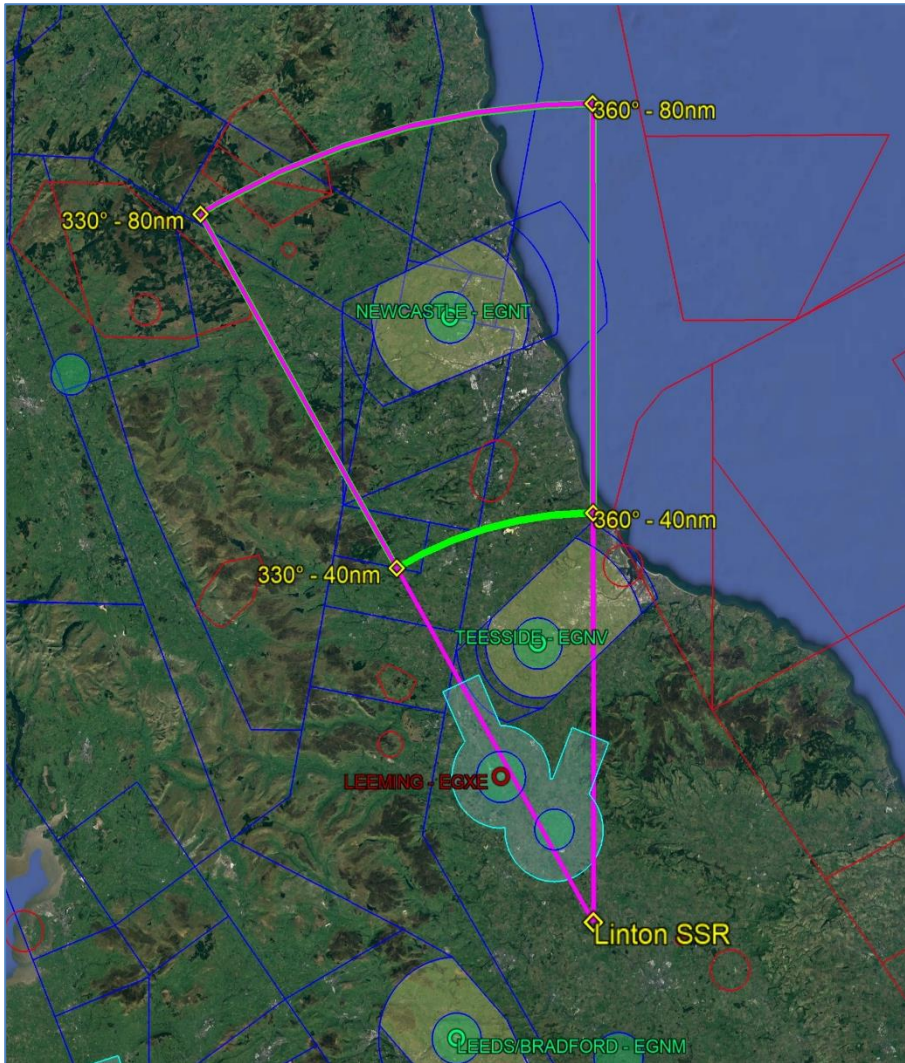 360° - 80nm
330° - 80nm
NEWCASTLE - EGNT
360° - 40nm
330° - 40nm
TEESSIDE - EGNV
LEEMING - EGXE
Linton SSR
LEEDS/BRADFORD - EGNM